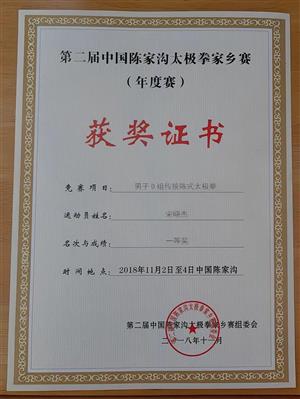 第二届中国陈家沟太极拳家乡赛
（年度赛）
获奖证书
竞赛项目：男子D组传统陈式太极拳
运动员姓名：宋晓杰
名次与成绩：一等奖
时间地点：2018年11月2日至4日中国陈家沟
第二届中国陈家沟太极拳家乡赛组委会
二〇一八年十一月